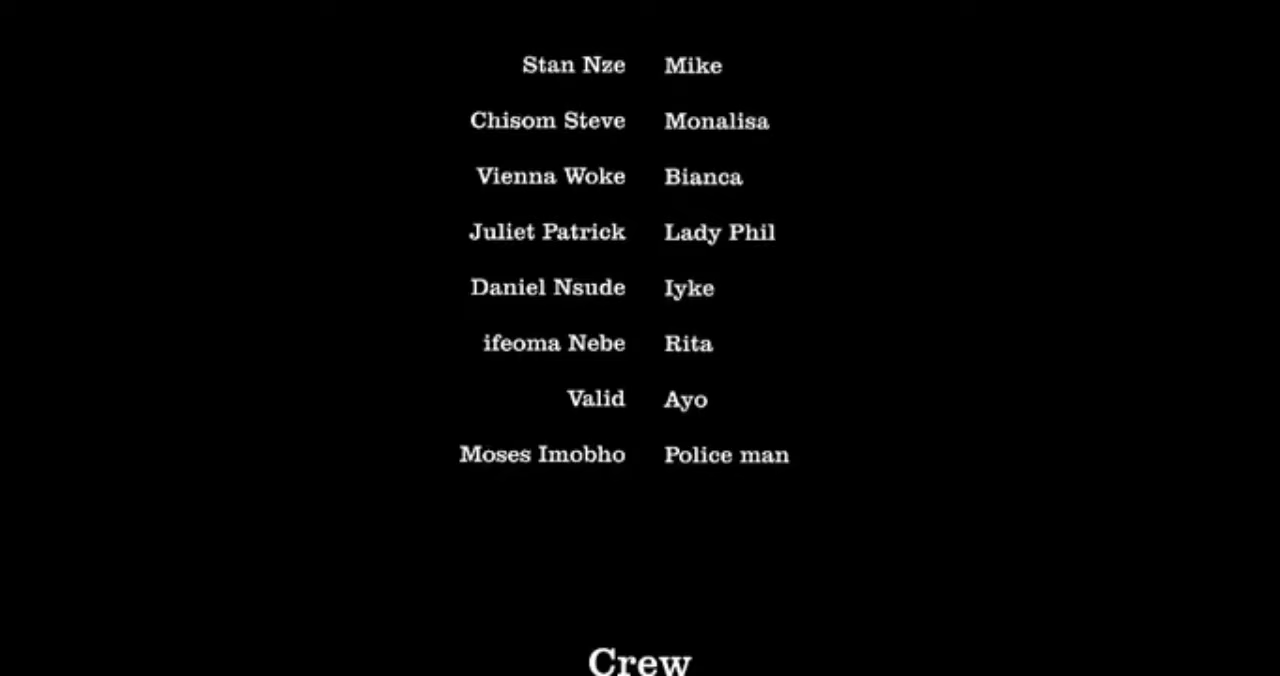 Stan Nze Mike
Chisom Steve Monalisa
Vienna Woke Bianca
Juliet Patrick Lady Phil
Daniel Nsude Iyke
ifeoma Nebe Rita
Valid Ayo
Moses Imobho Police man
Crew